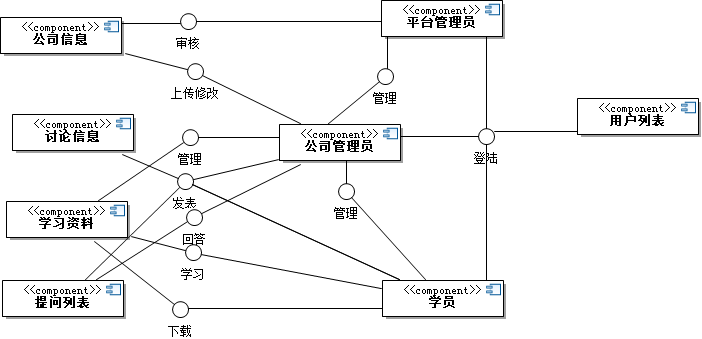 <<component>>
公司信息
审核
<<component>>
平台管理员
上传修改
管理
<<component>>
用户列表
<<component>>
讨论信息
<<component>>
公司管理员
登陆
管理
发表
管理
<<component>>
学习资料
回答
学习
<<component>>
提问列表
<<component>>
学员
下载